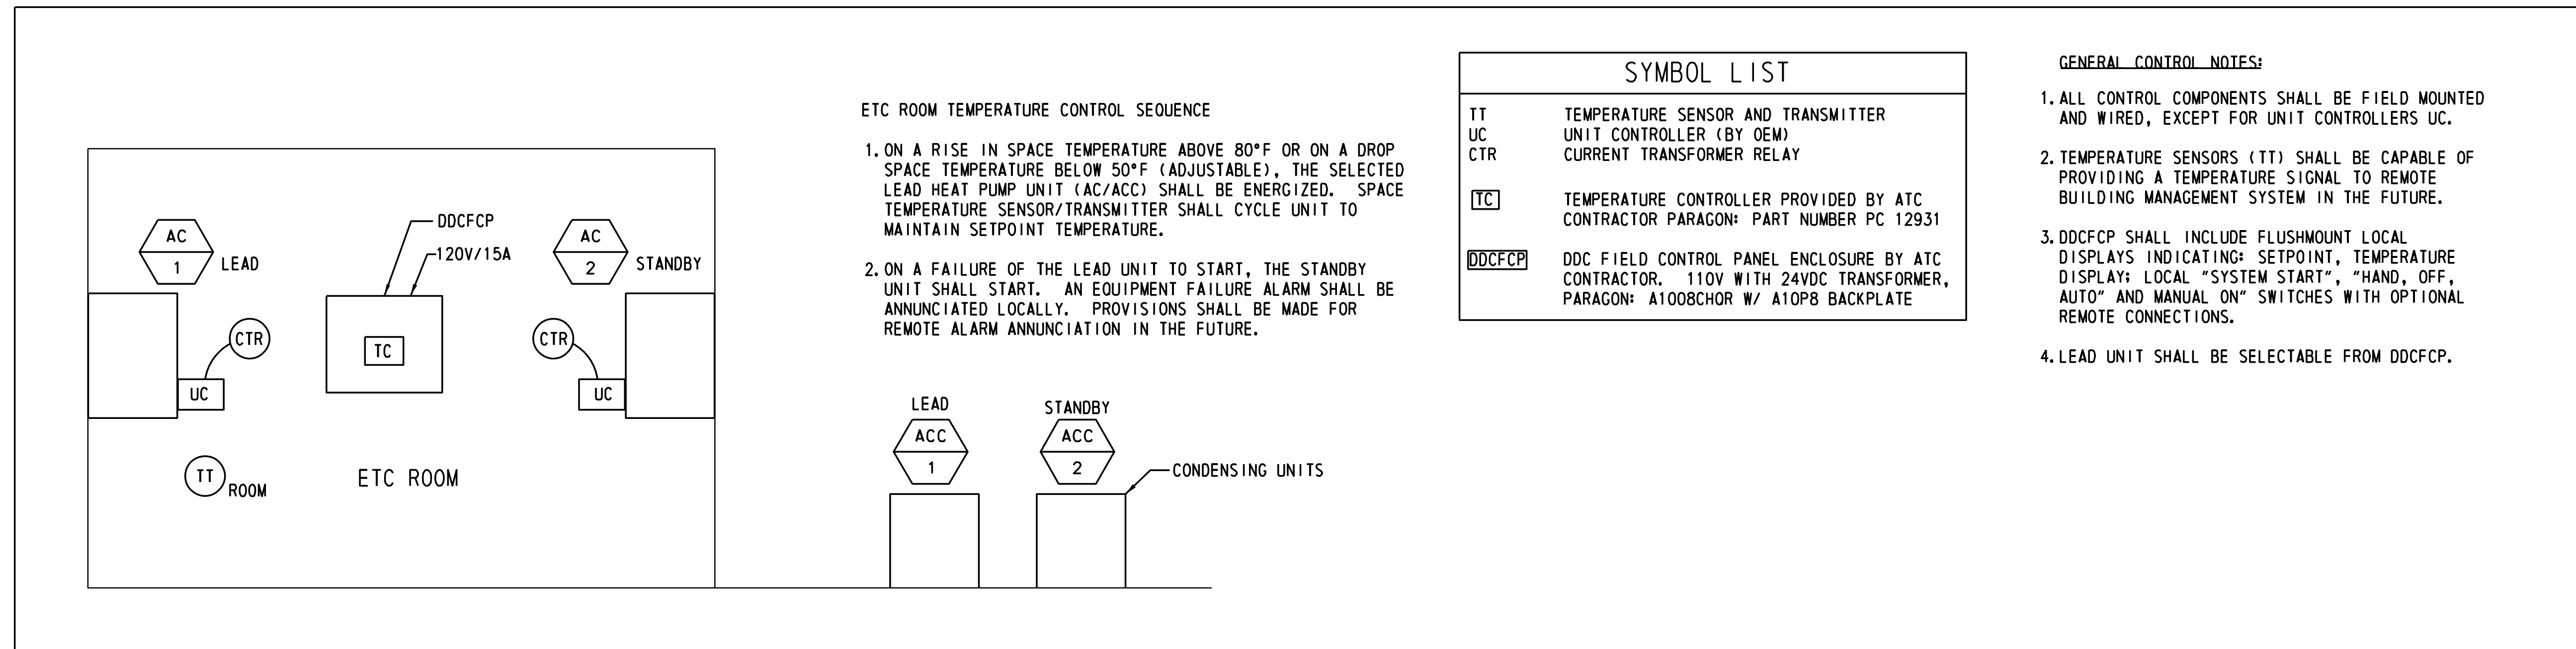 AC
1
LEAD
DDCFCP
120V/15A
AC
2
STANDBY
CTR
TC
CTR
UC
UC
TT
ROOM
ETC ROOM
ETC ROOM TEMPERATURE CONTROL SEQUENCE
1. ON A RISE IN SPACE TEMPERATURE ABOVE 80°F OR ON A DROP
SPACE TEMPERATURE BELOW 50°F (ADJUSTABLE), THE SELECTED
LEAD HEAT PUMP UNIT (AC/ACC) SHALL BE ENERGIZED. SPACE
TEMPERATURE SENSOR/TRANSMITTER SHALL CYCLE UNIT TO
MAINTAIN SETPOINT TEMPERATURE.
2. ON A FAILURE OF THE LEAD UNIT TO START, THE STANDBY
UNIT SHALL START. AN EQUIPMENT FAILURE ALARM SHALL BE
ANNUNCIATED LOCALLY. PROVISIONS SHALL BE MADE FOR
REMOTE ALARM ANNUNCIATION IN THE FUTURE.
LEAD
ACC
1
STANDBY
ACC
2
CONDENSING UNITS
SYMBOL LIST
TT TEMPERATURE SENSOR AND TRANSMITTER
UC UNIT CONTROLLER (BY OEM)
CTR CURRENT TRANSFORMER RELAY
TC TEMPERATURE CONTROLLER PROVIDED BY ATC
CONTRACTOR PARAGON: PART NUMBER PC 12931
DDCFCP DDC FIELD CONTROL PANEL ENCLOSURE BY ATC
CONTRACTOR. 110V WITH 24VDC TRANSFORMER,
PARAGON: A1008CHQR W/ A10P8 BACKPLATE
GENERAL CONTROL NOTES:
1. ALL CONTROL COMPONENTS SHALL BE FIELD MOUNTED
AND WIRED, EXCEPT FOR UNIT CONTROLLERS UC.
2. TEMPERATURE SENSORS (TT) SHALL BE CAPABLE OF
PROVIDING A TEMPERATURE SIGNAL TO REMOTE
BUILDING MANAGEMENT SYSTEM IN THE FUTURE.
3. DDCFCP SHALL INCLUDE FLUSHMOUNT LOCAL
DISPLAYS INDICATING: SETPOINT, TEMPERATURE
DISPLAY; LOCAL "SYSTEM START", "HAND, OFF,
AUTO" AND MANUAL ON" SWITCHES WITH OPTIONAL
REMOTE CONNECTIONS.
4. LEAD UNIT SHALL BE SELECTABLE FROM DDCFCP.